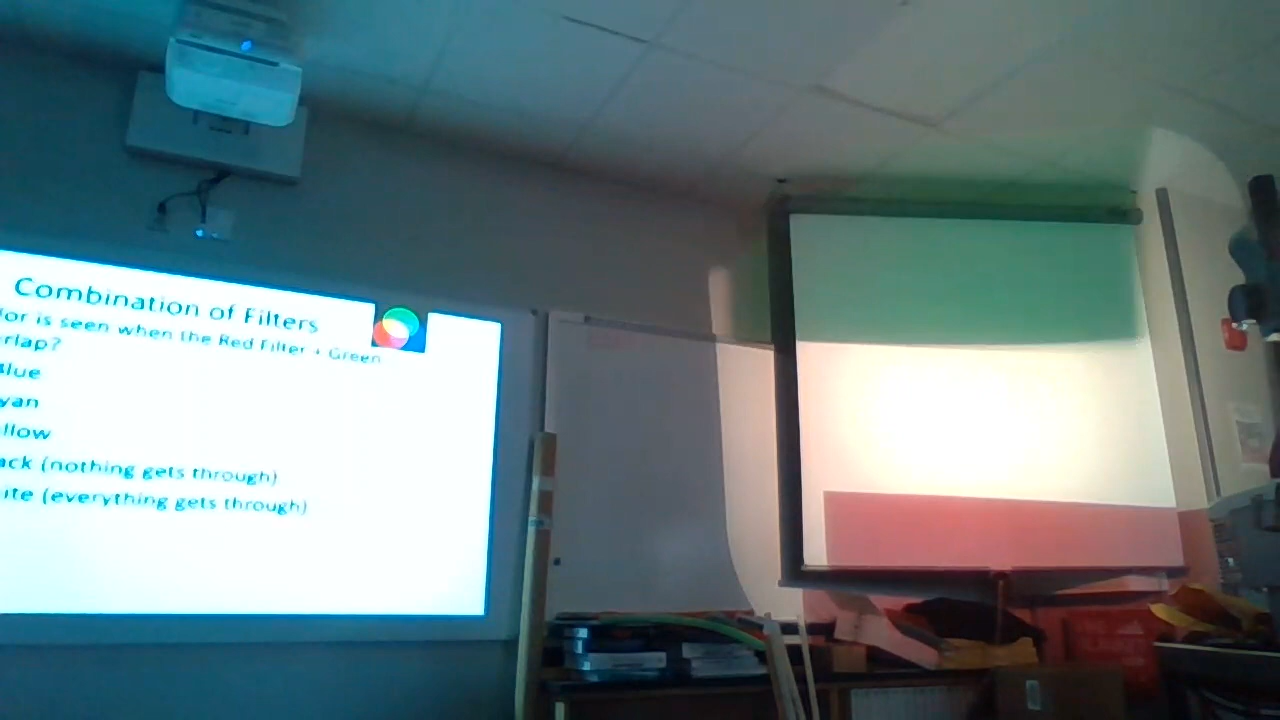 Combination of Filters
lor is seen when the Red Filter + Green
rlap?
Blue
yan
llow
ack (nothing gets through)
ite (everything gets through)